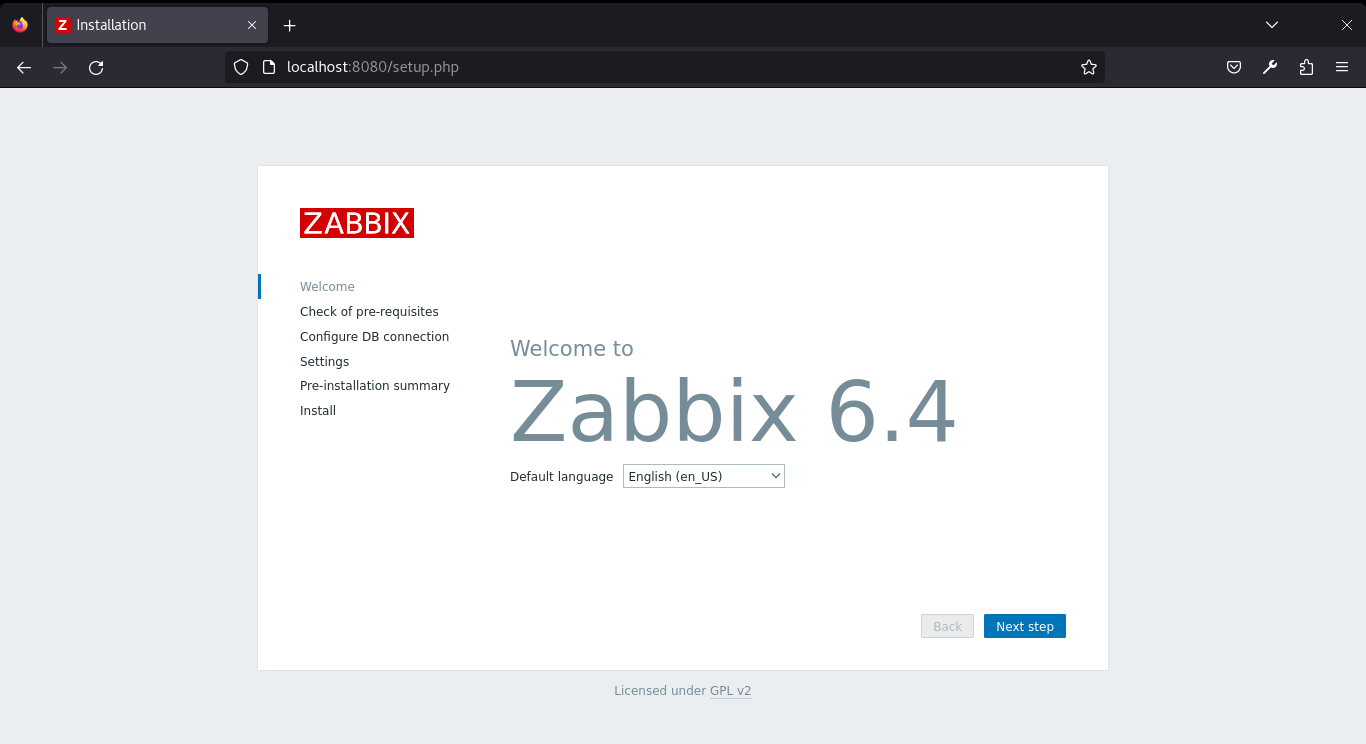 Z Installation
localhost:8080/setup.php
ZABBIX
Welcome
Check of pre-requisites
Configure DB connection
Settings
Pre-installation summary
Install
Welcome to
Zabbix 6.4
Default language English (en_US)
Back Next step
Licensed under GPL v2